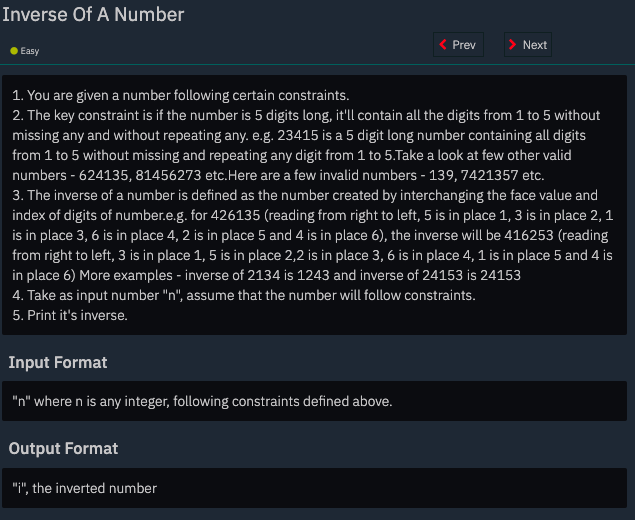 Inverse Of A Number
Easy
Prev
Next
1. You are given a number following certain constraints.
2. The key constraint is if the number is 5 digits long, it'll contain all the digits from 1 to 5 without
missing any and without repeating any. e.g. 23415 is a 5 digit long number containing all digits
from 1 to 5 without missing and repeating any digit from 1 to 5.Take a look at few other valid
numbers - 624135, 81456273 etc.Here are a few invalid numbers - 139, 7421357 etc.
3. The inverse of a number is defined as the number created by interchanging the face value and
index of digits of number.e.g. for 426135 (reading from right to left, 5 is in place 1, 3 is in place 2, 1
is in place 3, 6 is in place 4, 2 is in place 5 and 4 is in place 6), the inverse will be 416253 (reading
from right to left, 3 is in place 1, 5 is in place 2,2 is in place 3, 6 is in place 4, 1 is in place 5 and 4 is
in place 6) More examples - inverse of 2134 is 1243 and inverse of 24153 is 24153
4. Take as input number "n", assume that the number will follow constraints.
5. Print it's inverse.
Input Format
"n" where n is any integer, following constraints defined above.
Output Format
"i", the inverted number